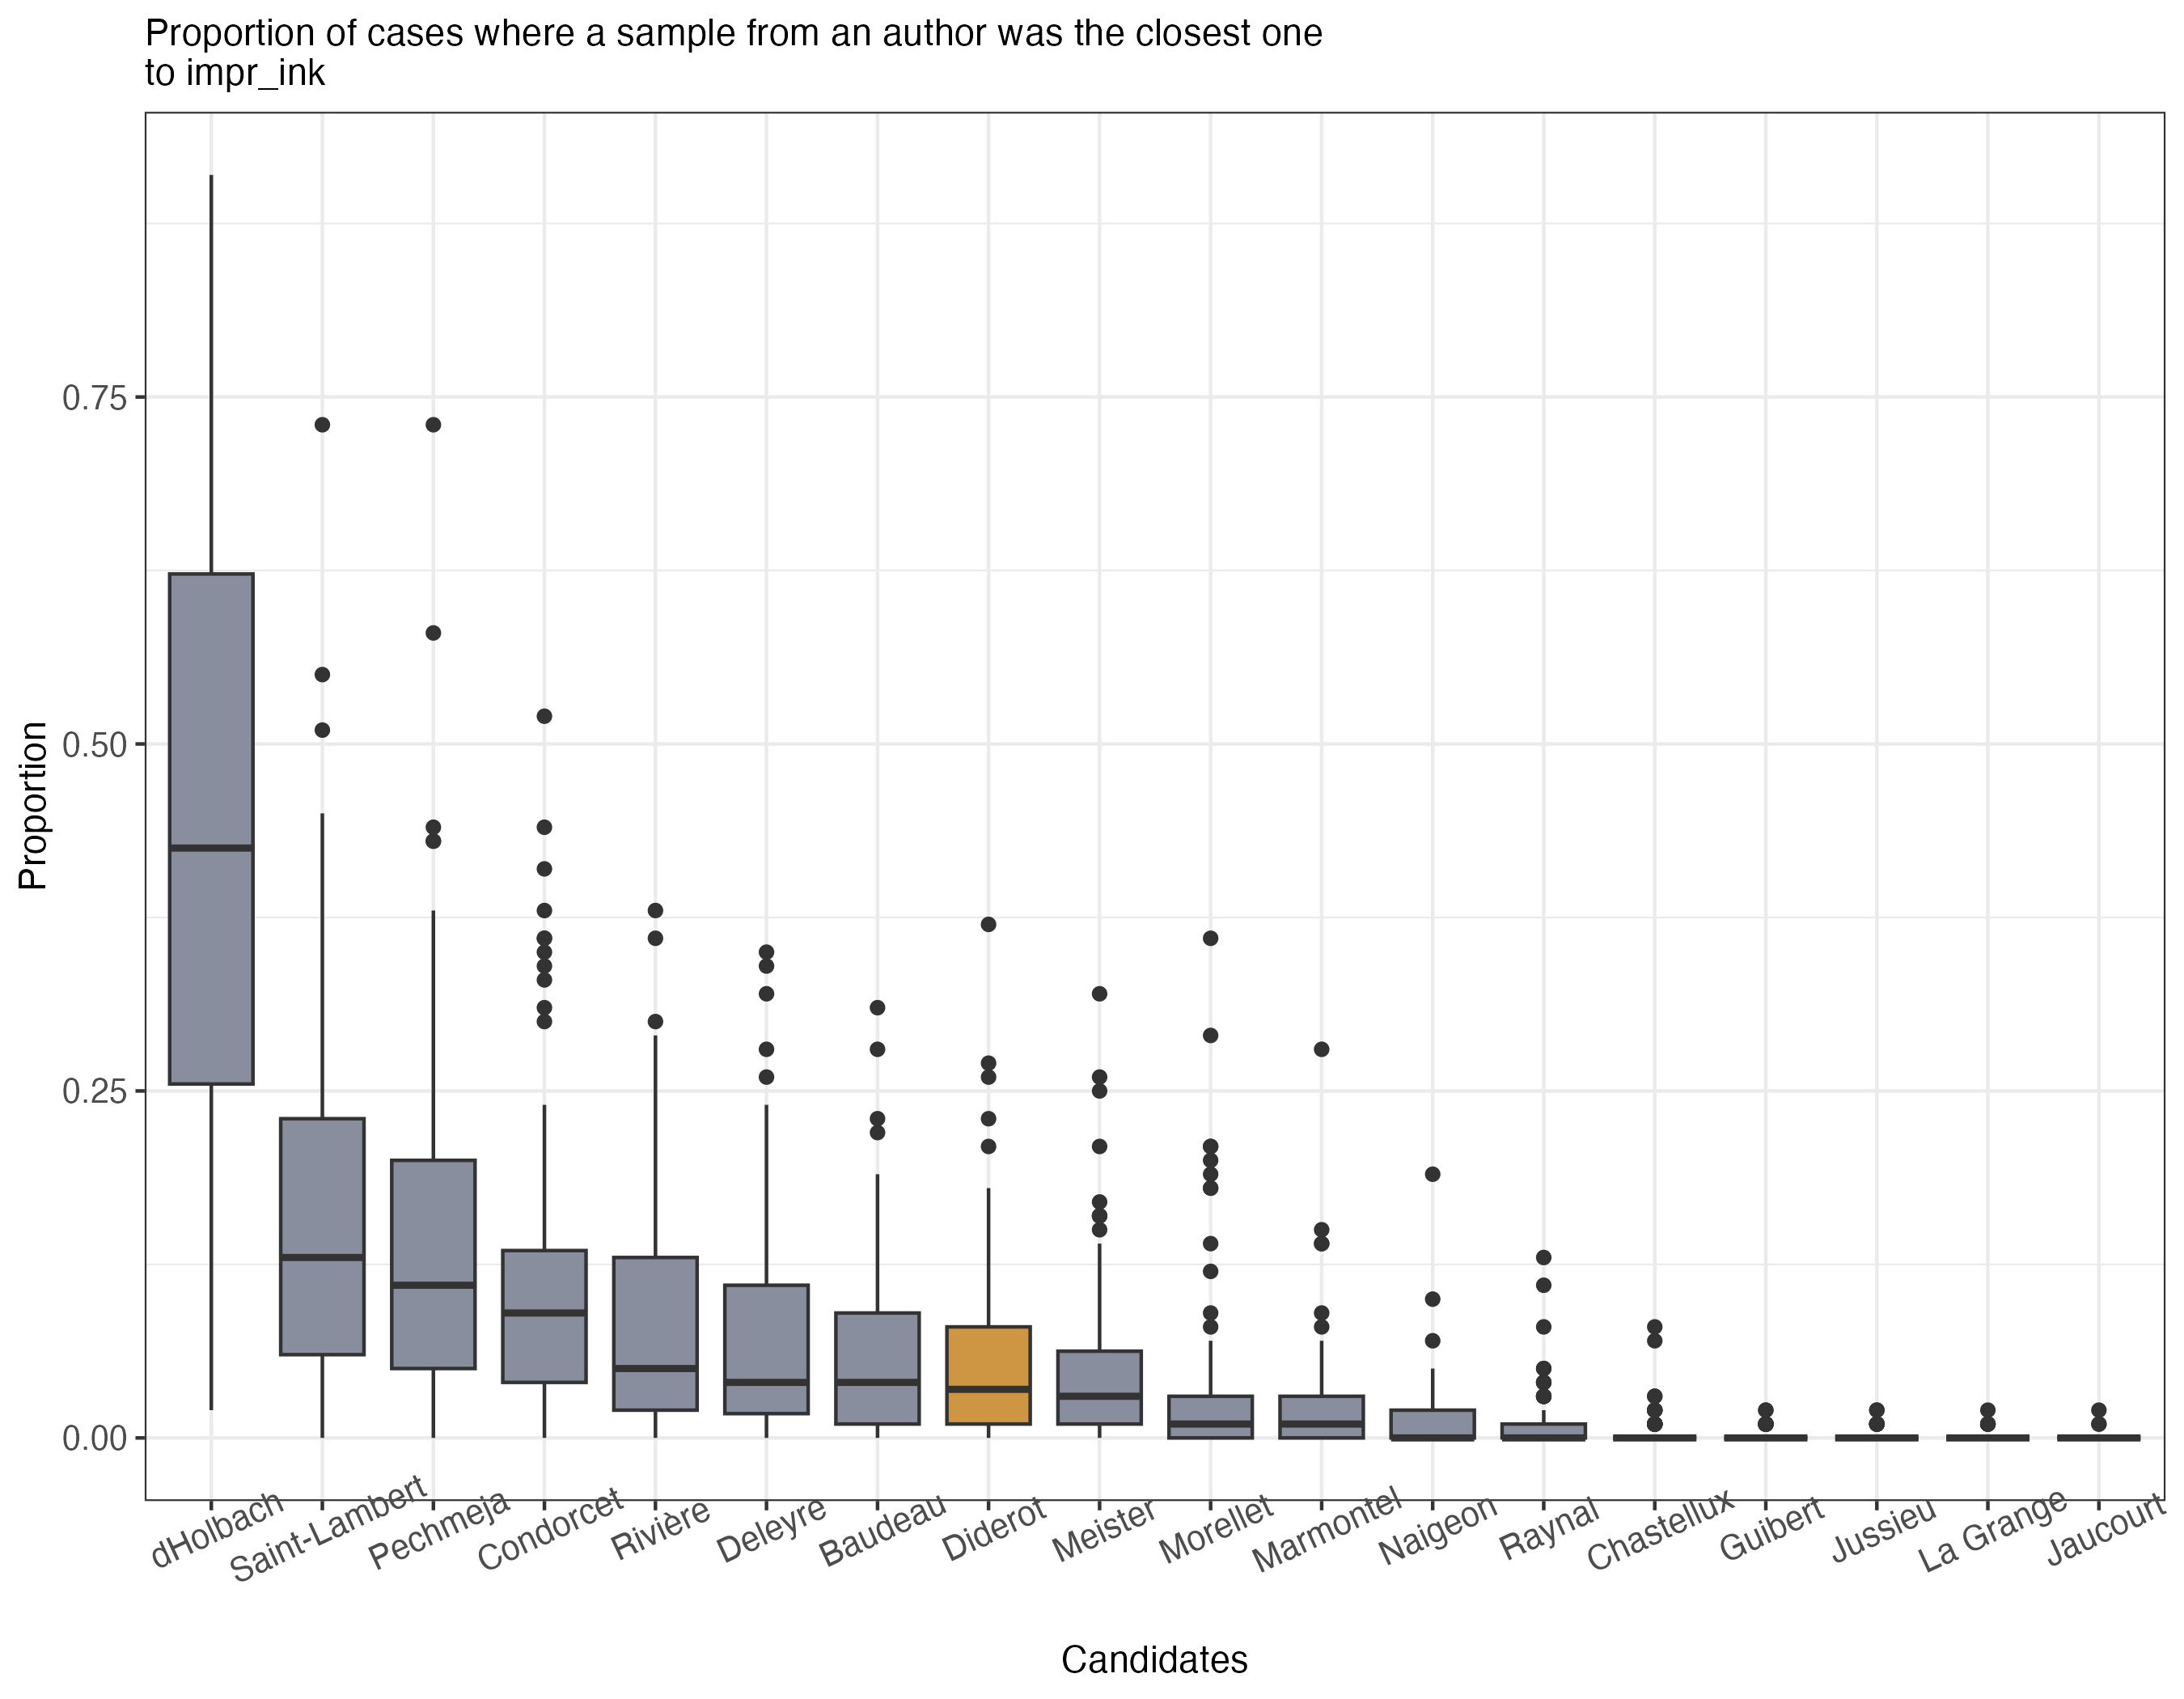 Proportion of cases where a sample from an author was the closest one
to impr_ink
Proportion
0.75
0.50
0.25
0.00
dHolbach
Saint-Lambert
Pechmeja
Condorcet
Rivière
Deleyre
Baudeau
Diderot
Meister
Morellet
Marmontel
Naigeon
Raynal
Chastellux
Guibert
Jussieu
La Grange
Jaucourt
Candidates